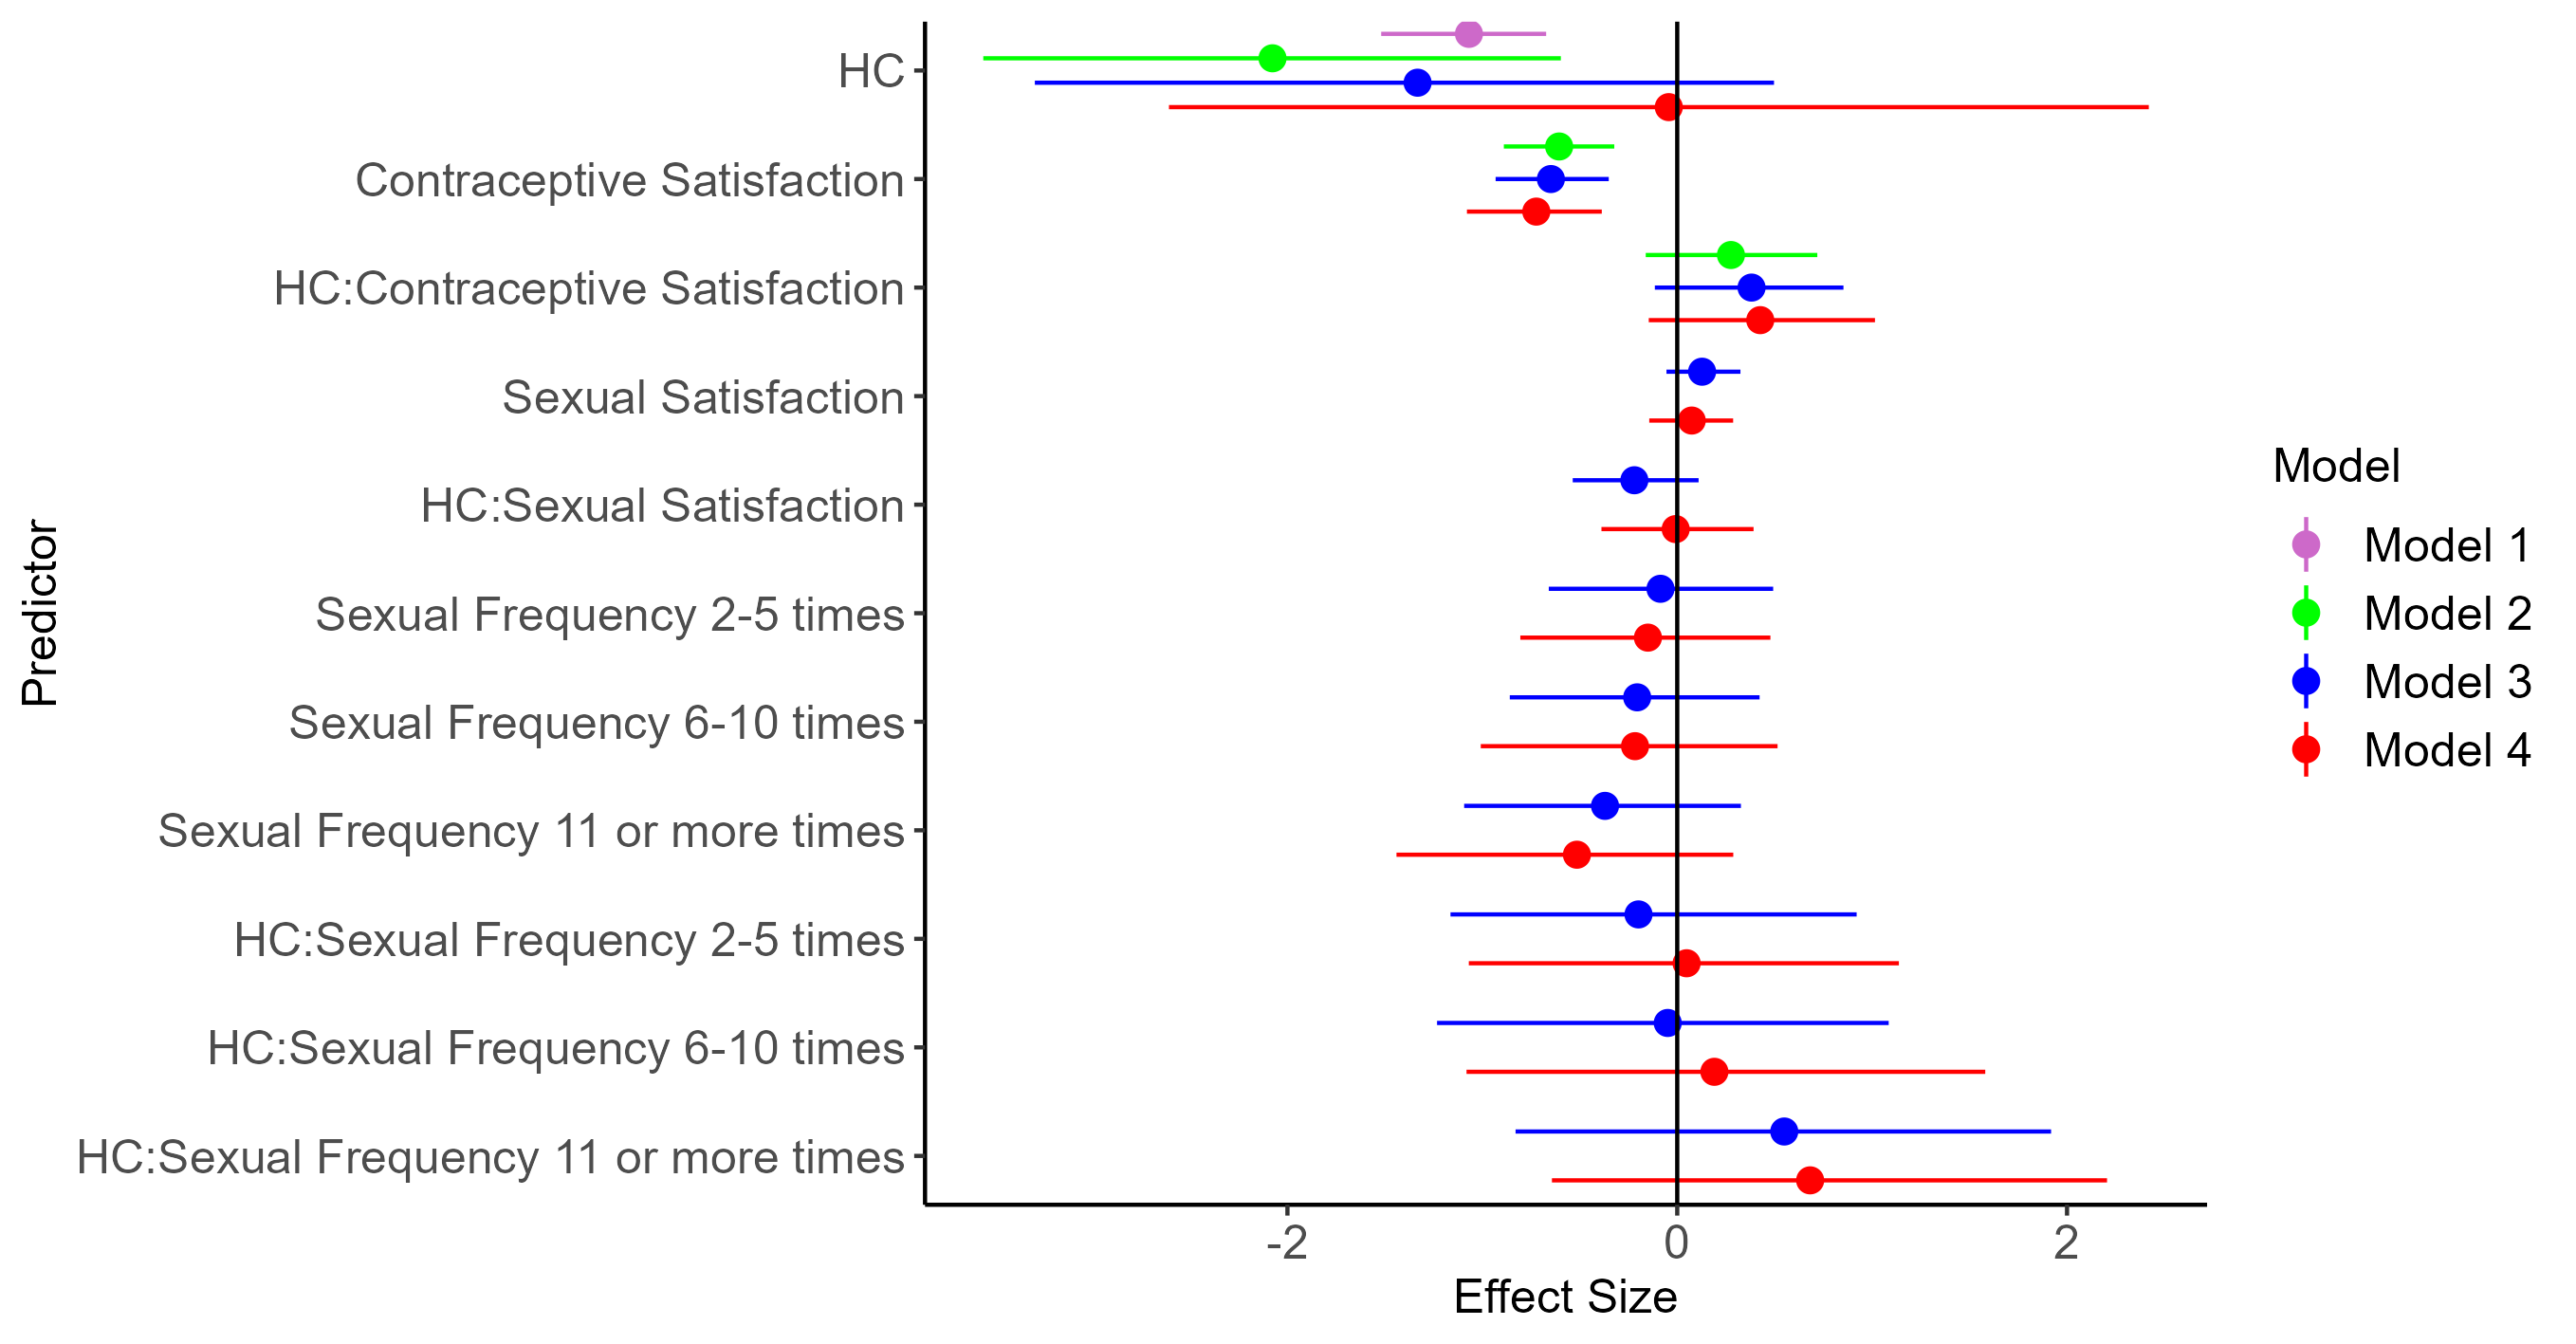 HC
Contraceptive Satisfaction
HC:Contraceptive Satisfaction
Sexual Satisfaction
HC:Sexual Satisfaction
Sexual Frequency 2-5 times
Sexual Frequency 6-10 times
Sexual Frequency 11 or more times
HC:Sexual Frequency 2-5 times
HC:Sexual Frequency 6-10 times
HC:Sexual Frequency 11 or more times
Predictor
-2 0 2
Effect Size
Model
Model 1
Model 2
Model 3
Model 4